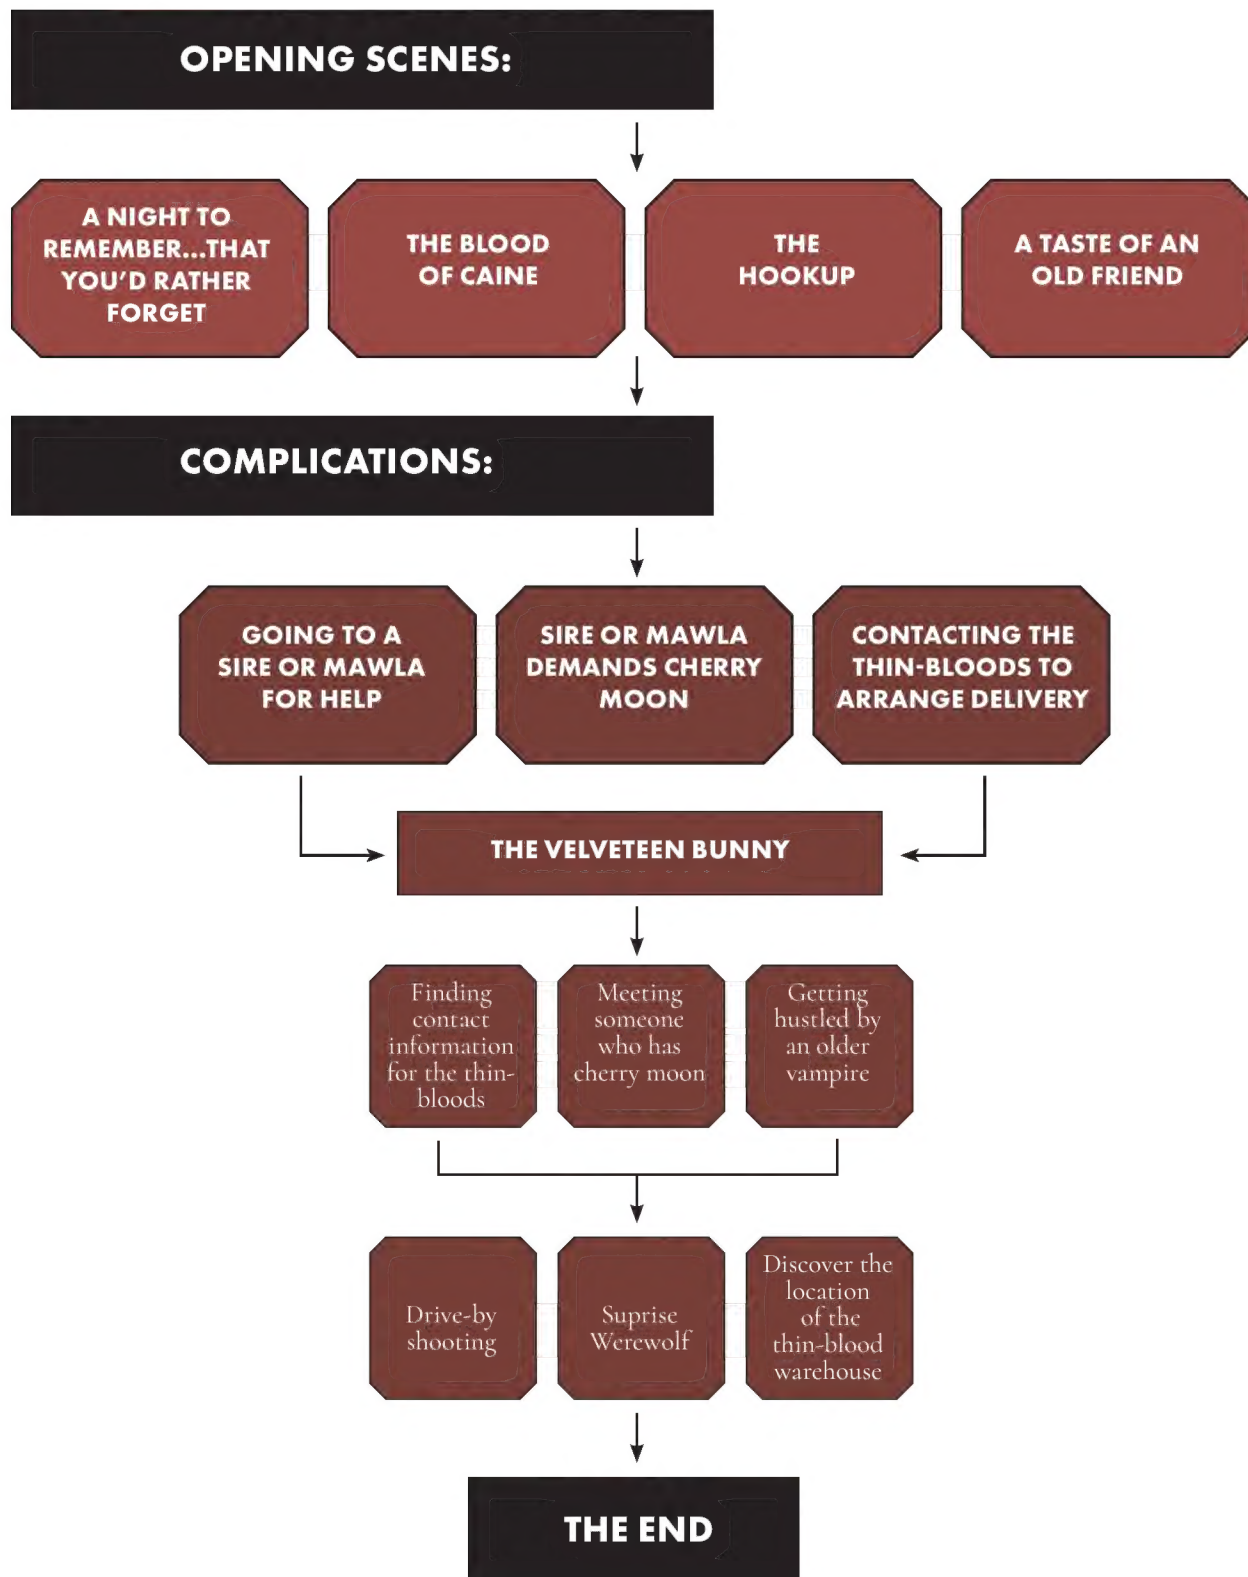 OPENING SCENES:
A NIGHT TO
REMEMBER...THAT
YOU'D RATHER
FORGET
THE BLOOD
OF CAINE
THE
HOOKUP
A TASTE OF AN
OLD FRIEND
COMPLICATIONS:
GOING TO A
SIRE OR MAWLA
FOR HELP
SIRE OR MAWLA
DEMANDS CHERRY
MOON
CONTACTING THE
THIN-BLOODS TO
ARRANGE DELIVERY
THE VELVETEEN BUNNY
Finding
contact
information
for the thin-
bloods
Meeting
someone
who has
cherry moon
Getting
hustled by
an older
vampire
Drive-by
shooting
Suprise
Werewolf
Discover the
location
of the
thin-blood
warehouse
THE END